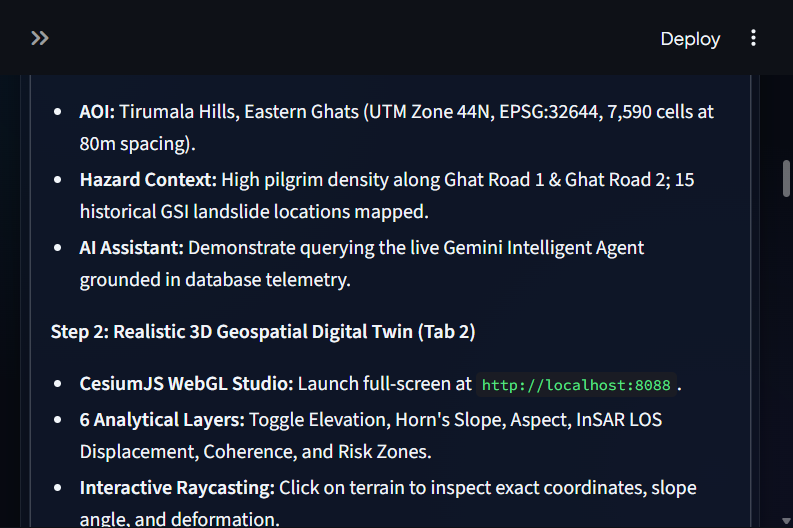 Deploy
AOI: Tirumala Hills, Eastern Ghats (UTM Zone 44N, EPSG:32644, 7,590 cells at
80m spacing).
Hazard Context: High pilgrim density along Ghat Road 1 & Ghat Road 2; 15
historical GSI landslide locations mapped.
AI Assistant: Demonstrate querying the live Gemini Intelligent Agent
grounded in database telemetry.
Step 2: Realistic 3D Geospatial Digital Twin (Tab 2)
CesiumJS WebGL Studio: Launch full-screen at http://localhost:8088 .
6 Analytical Layers: Toggle Elevation, Horn's Slope, Aspect, InSAR LOS
Displacement, Coherence, and Risk Zones.
Interactive Raycasting: Click on terrain to inspect exact coordinates, slope
angle, and deformation.